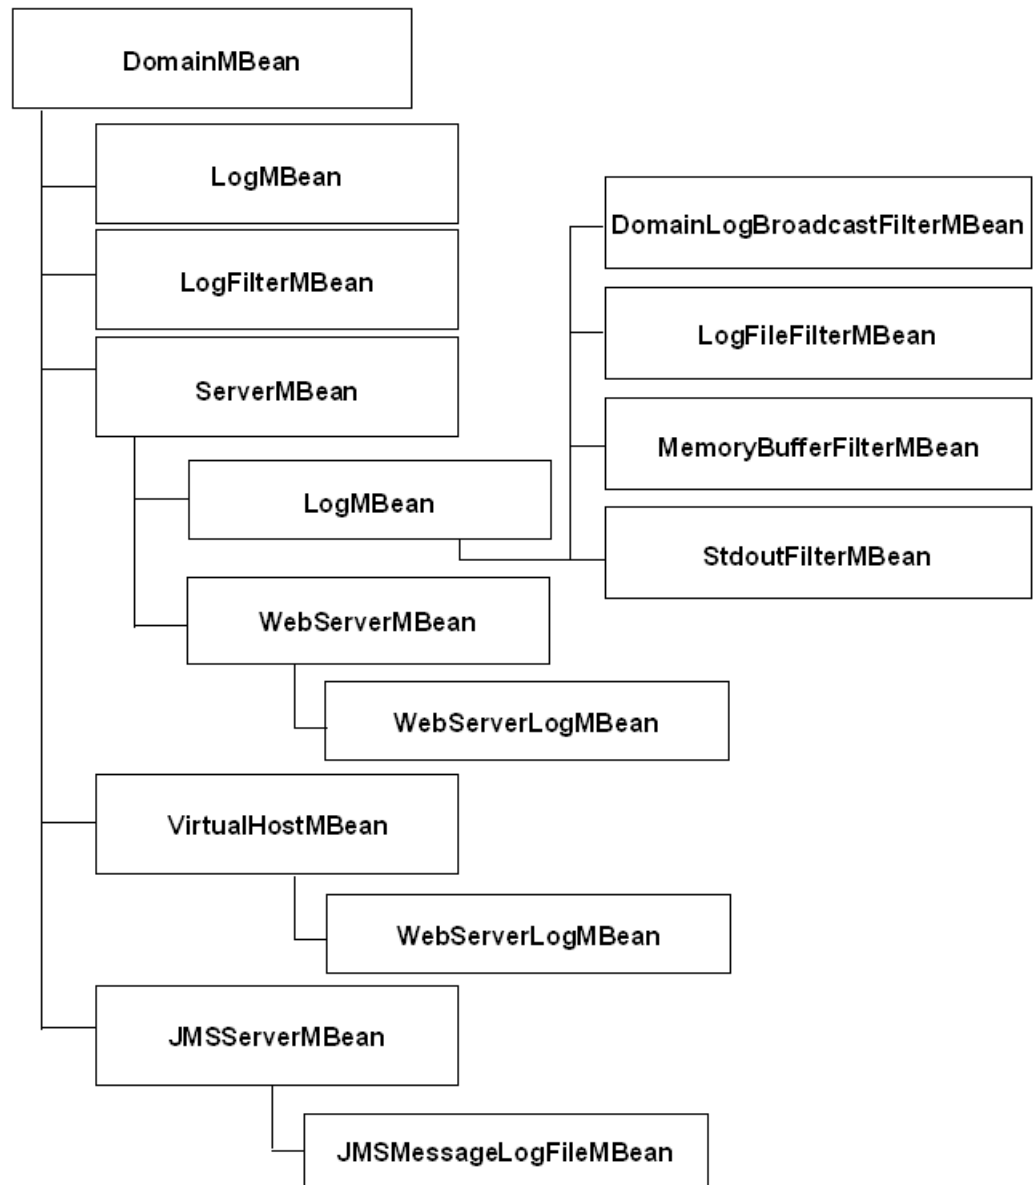 DomainMBean
LogMBean
LogFilterMBean
ServerMBean
LogMBean
DomainLogBroadcastFilterMBean
LogFileFilterMBean
MemoryBufferFilterMBean
StdoutFilterMBean
WebServerMBean
WebServerLogMBean
VirtualHostMBean
WebServerLogMBean
JMSServerMBean
JMSMessageLogFileMBean